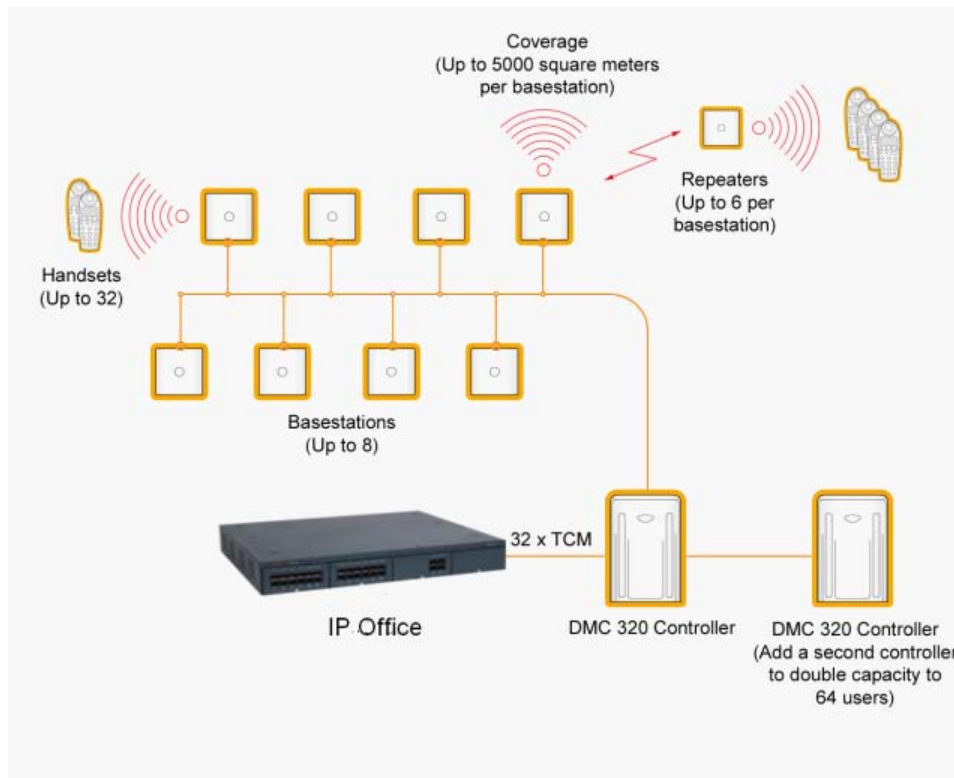 Coverage
(Up to 5000 square meters
per basestation)
Repeaters
(Up to 6 per
basestation)
Handsets
(Up to 32)
Basestations
(Up to 8)
32 x TCM
IP Office
DMC 320 Controller
DMC 320 Controller
(Add a second controller
to double capacity to
64 users)